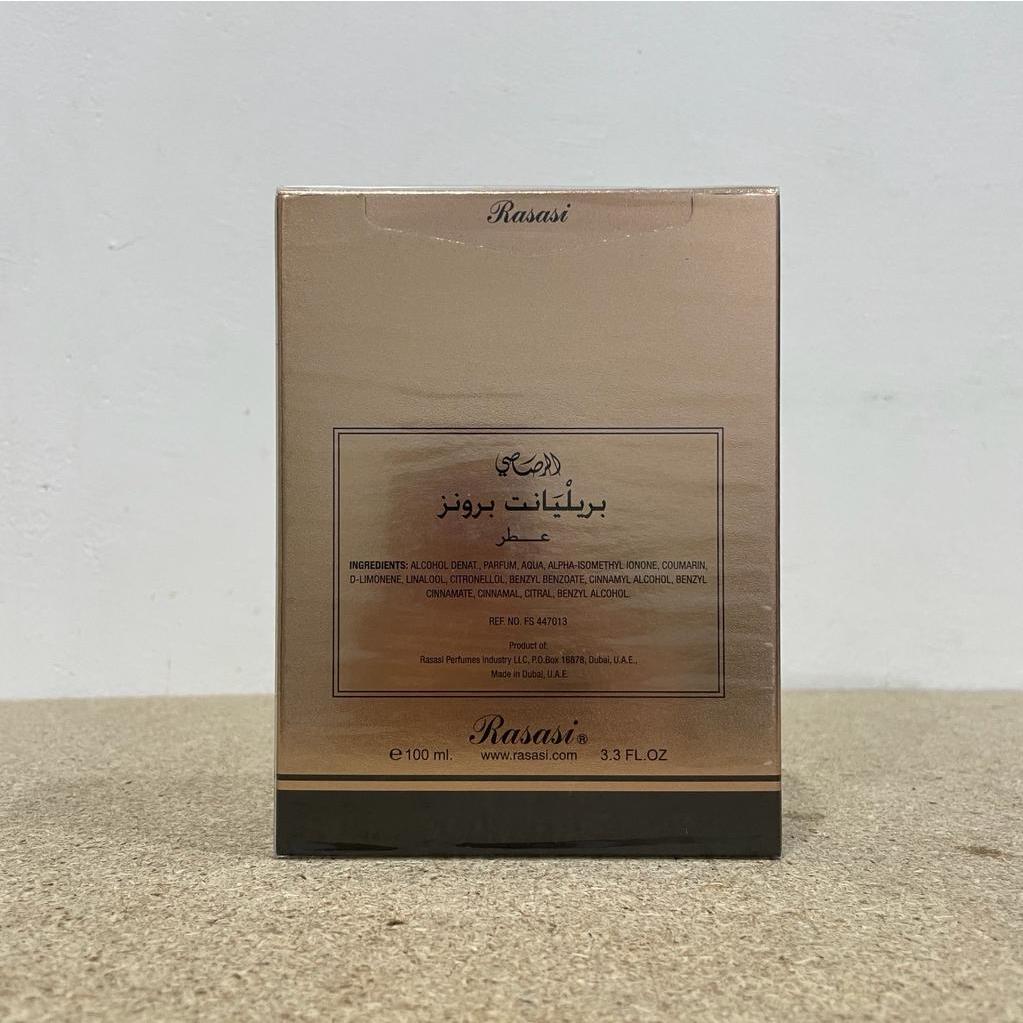 Rasasi
الرصاصي
بريلْيَانت برونز
عـطر
INGREDIENTS: ALCOHOL DENAT., PARFUM, AQUA, ALPHA-ISOMETHYL IONONE, COUMARIN,
D-LIMONENE, LINALOOL, CITRONELLOL, BENZYL BENZOATE, CINNAMYL ALCOHOL, BENZYL
CINNAMATE, CINNAMAL, CITRAL, BENZYL ALCOHOL.
REF. NO. FS 447013
Product of:
Rasasi Perfumes Industry LLC, P.O.Box 16878, Dubai, U.A.E.,
Made in Dubai, U.A.E.
Rasasi®
℮ 100 ml. www.rasasi.com 3.3 FL.OZ